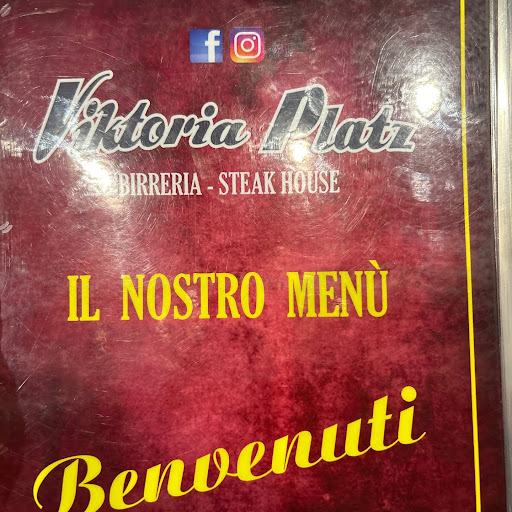 Viktoria Platz
BIRRERIA - STEAK HOUSE
IL NOSTRO MENÙ
Benvenuti